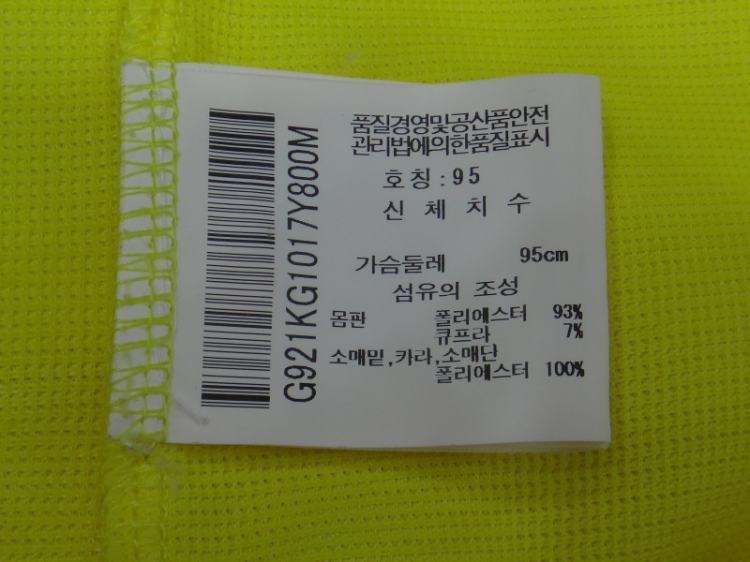 품질경영및공산품안전
관리법에의한품질표시
호칭:95
신체치수
가슴둘레 95cm
섬유의 조성
몸판 폴리에스터 93%
큐프라 7%
소매밑,카라,소매단
폴리에스터 100%
G921KG1017Y800M